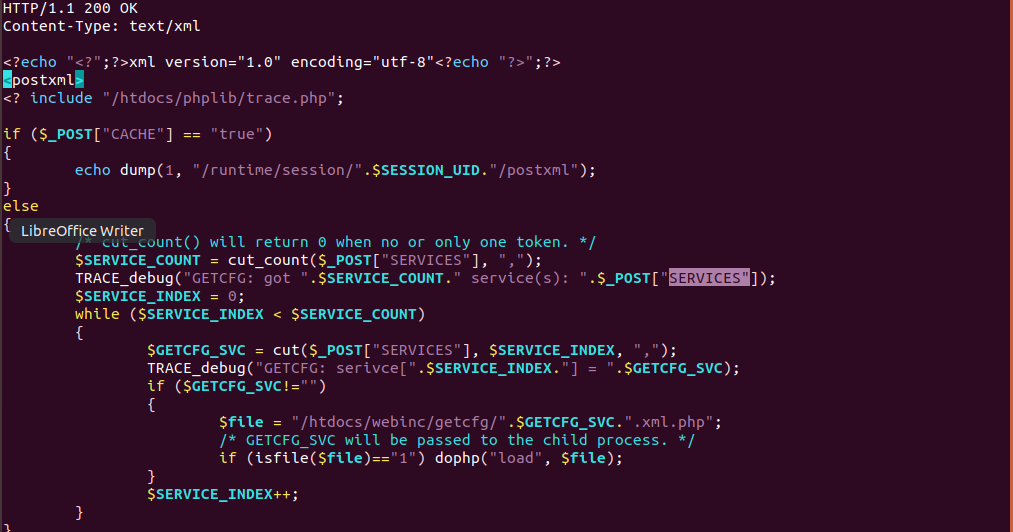 HTTP/1.1 200 OK
Content-Type: text/xml
<?echo "<?";?>xml version="1.0" encoding="utf-8"<?echo "?>";?>
<postxml>
<? include "/htdocs/phplib/trace.php";
if ($_POST["CACHE"] == "true")
{
echo dump(1, "/runtime/session/".$SESSION_UID."/postxml");
}
else
{
LibreOffice Writer
/* cut_count() will return 0 when no or only one token. */
$SERVICE_COUNT = cut_count($_POST["SERVICES"], ",");
TRACE_debug("GETCFG: got ".$SERVICE_COUNT." service(s): ".$_POST["SERVICES"]);
$SERVICE_INDEX = 0;
while ($SERVICE_INDEX < $SERVICE_COUNT)
{
$GETCFG_SVC = cut($_POST["SERVICES"], $SERVICE_INDEX, ",");
TRACE_debug("GETCFG: serivce[".$SERVICE_INDEX."] = ".$GETCFG_SVC);
if ($GETCFG_SVC!="")
{
$file = "/htdocs/webinc/getcfg/".$GETCFG_SVC.".xml.php";
/* GETCFG_SVC will be passed to the child process. */
if (isfile($file)=="1") dophp("load", $file);
}
$SERVICE_INDEX++;
}
}